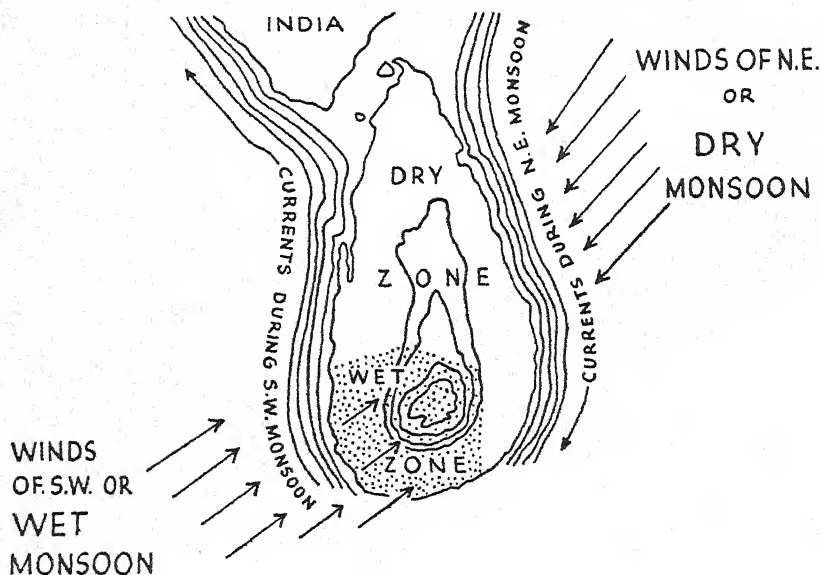 INDIA
WINDS OF N.E.
OR
DRY
MONSOON
CURRENTS DURING N.E. MONSOON
DRY
ZONE
CURRENTS DURING S.W. MONSOON
WET
ZONE
WINDS
OF. S.W. OR
WET
MONSOON